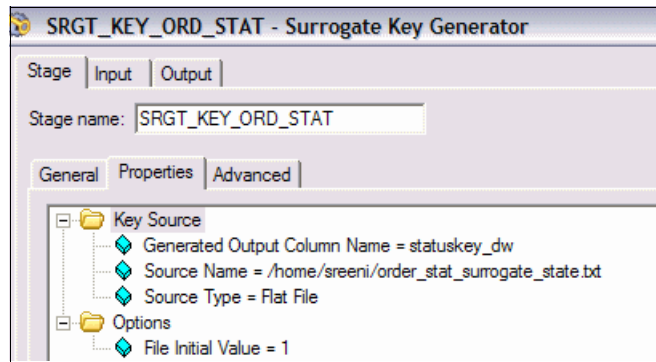 SRGT_KEY_ORD_STAT - Surrogate Key Generator
Stage Input Output
Stage name: SRGT_KEY_ORD_STAT
General Properties Advanced
Key Source
Generated Output Column Name = statuskey_dw
Source Name = /home/sreeni/order_stat_surrogate_state.txt
Source Type = Flat File
Options
File Initial Value = 1